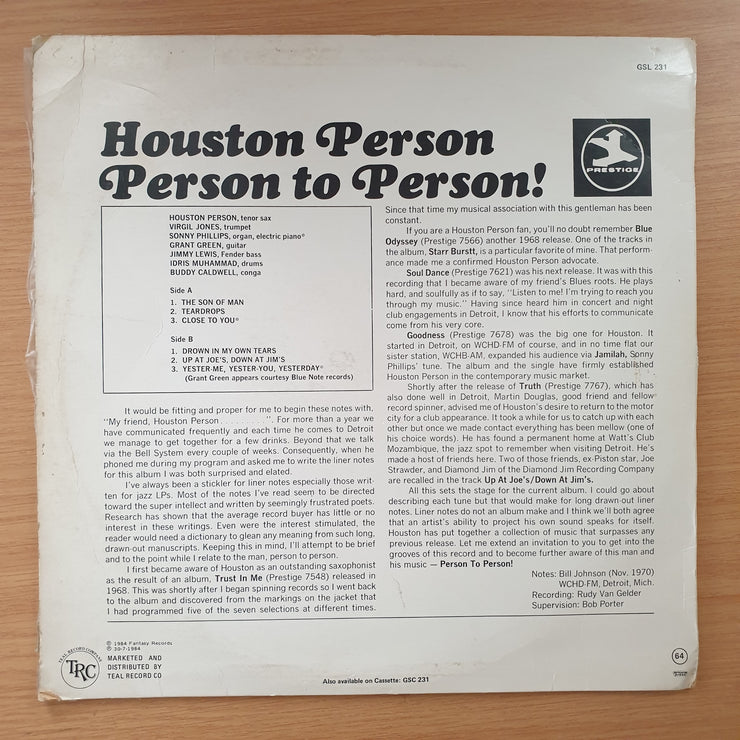 GSL 231
Houston Person
Person to Person!
PRESTIGE
HOUSTON PERSON, tenor sax
VIRGIL JONES, trumpet
SONNY PHILLIPS, organ, electric piano*
GRANT GREEN, guitar
JIMMY LEWIS, Fender bass
IDRIS MUHAMMAD, drums
BUDDY CALDWELL, conga
Side A
1. THE SON OF MAN
2. TEARDROPS
3. CLOSE TO YOU*
Side B
1. DROWN IN MY OWN TEARS
2. UP AT JOE'S, DOWN AT JIM'S
3. YESTER-ME, YESTER-YOU, YESTERDAY*
(Grant Green appears courtesy Blue Note records)
It would be fitting and proper for me to begin these notes with,
"My friend, Houston Person . . . . . . . . .". For more than a year we
have communicated frequently and each time he comes to Detroit
we manage to get together for a few drinks. Beyond that we talk
via the Bell System every couple of weeks. Consequently, when he
phoned me during my program and asked me to write the liner notes
for this album I was both surprised and elated.
I've always been a stickler for liner notes especially those writ-
ten for jazz LPs. Most of the notes I've read seem to be directed
toward the super intellect and written by seemingly frustrated poets.
Research has shown that the average record buyer has little or no
interest in these writings. Even were the interest stimulated, the
reader would need a dictionary to glean any meaning from such long,
drawn-out manuscripts. Keeping this in mind, I'll attempt to be brief
and to the point while I relate to the man, person to person.
I first became aware of Houston as an outstanding saxophonist
as the result of an album, Trust In Me (Prestige 7548) released in
1968. This was shortly after I began spinning records so I went back
to the album and discovered from the markings on the jacket that
I had programmed five of the seven selections at different times.
Since that time my musical association with this gentleman has been
constant.
If you are a Houston Person fan, you'll no doubt remember Blue
Odyssey (Prestige 7566) another 1968 release. One of the tracks in
the album, Starr Burstt, is a particular favorite of mine. That perform-
ance made me a confirmed Houston Person advocate.
Soul Dance (Prestige 7621) was his next release. It was with this
recording that I became aware of my friend's Blues roots. He plays
hard, and soulfully as if to say, "Listen to me! I'm trying to reach you
through my music." Having since heard him in concert and night
club engagements in Detroit, I know that his efforts to communicate
come from his very core.
Goodness (Prestige 7678) was the big one for Houston. It
started in Detroit, on WCHD-FM of course, and in no time flat our
sister station, WCHB-AM, expanded his audience via Jamilah, Sonny
Phillips' tune. The album and the single have firmly established
Houston Person in the contemporary music market.
Shortly after the release of Truth (Prestige 7767), which has
also done well in Detroit, Martin Douglas, good friend and fellow
record spinner, advised me of Houston's desire to return to the motor
city for a club appearance. It took a while for us to catch up with each
other but once we made contact everything has been mellow (one of
his choice words). He has found a permanent home at Watt's Club
Mozambique, the jazz spot to remember when visiting Detroit. He's
made a host of friends here. Two of those friends, ex-Piston star, Joe
Strawder, and Diamond Jim of the Diamond Jim Recording Company
are recalled in the track Up At Joe's/Down At Jim's.
All this sets the stage for the current album. I could go about
describing each tune but that would make for long drawn-out liner
notes. Liner notes do not an album make and I think we'll both agree
that an artist's ability to project his own sound speaks for itself.
Houston has put together a collection of music that surpasses any
previous release. Let me extend an invitation to you to get into the
grooves of this record and to become further aware of this man and
his music — Person To Person!
Notes: Bill Johnson (Nov. 1970)
WCHD-FM, Detroit, Mich.
Recording: Rudy Van Gelder
Supervision: Bob Porter
TEAL RECORD COMPANY
TRC
℗ 1984 Fantasy Records
℗ 30-7-1984
MARKETED AND
DISTRIBUTED BY
TEAL RECORD CO
Also available on Cassette: GSC 231
64